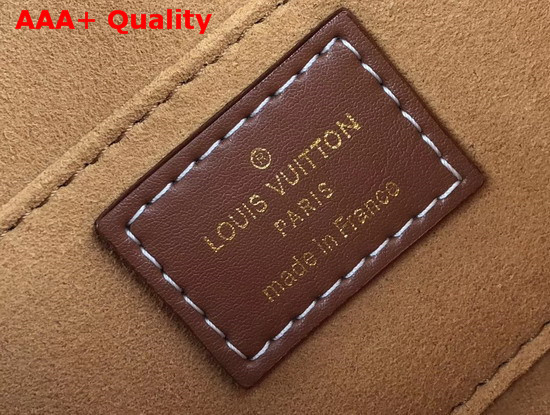 AAA+ Quality
®
LOUIS VUITTON
PARIS
made in France